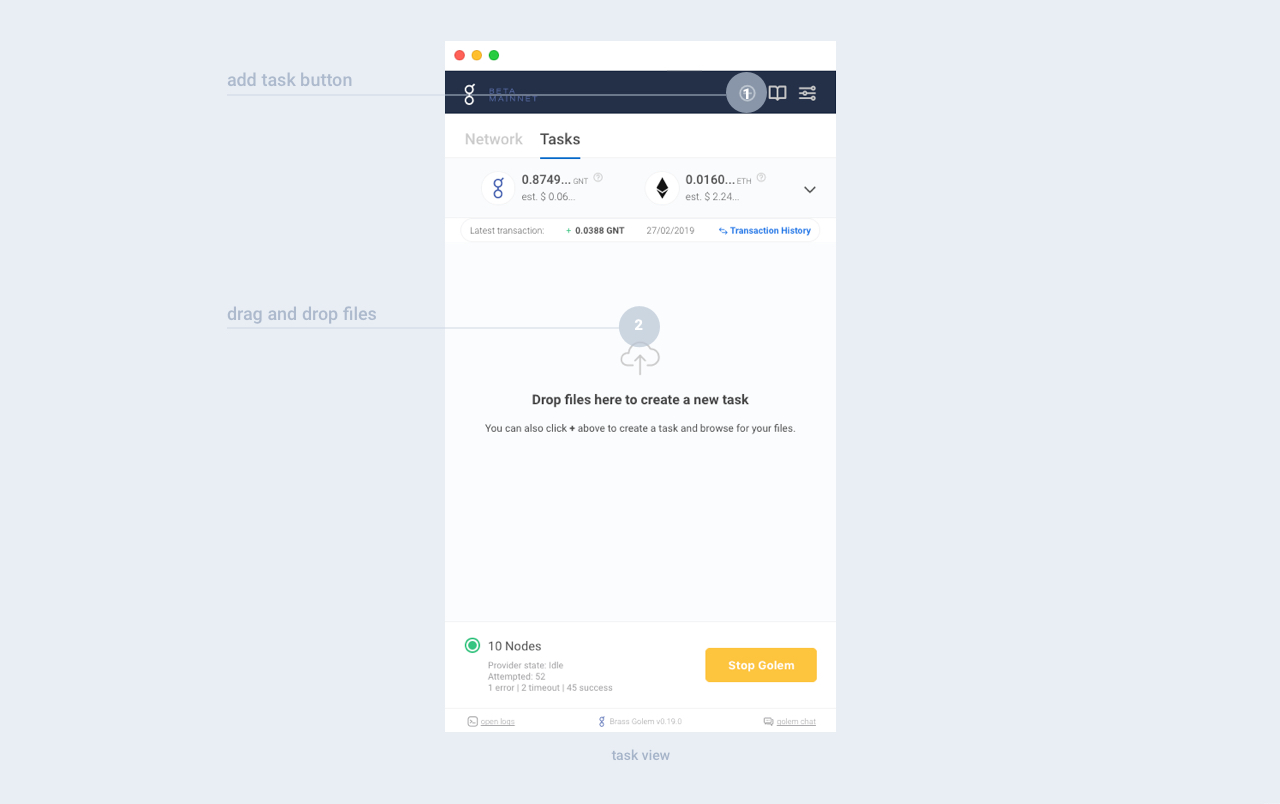 add task button
BETA
MAINNET
1
Network Tasks
0.8749... GNT 0.0160... ETH
est. $ 0.06... est. $ 2.24...
Latest transaction: + 0.0388 GNT 27/02/2019 Transaction History
drag and drop files
2
Drop files here to create a new task
You can also click + above to create a task and browse for your files.
10 Nodes
Provider state: Idle
Attempted: 52
1 error | 2 timeout | 45 success
Stop Golem
open logs Brass Golem v0.19.0 golem chat
task view